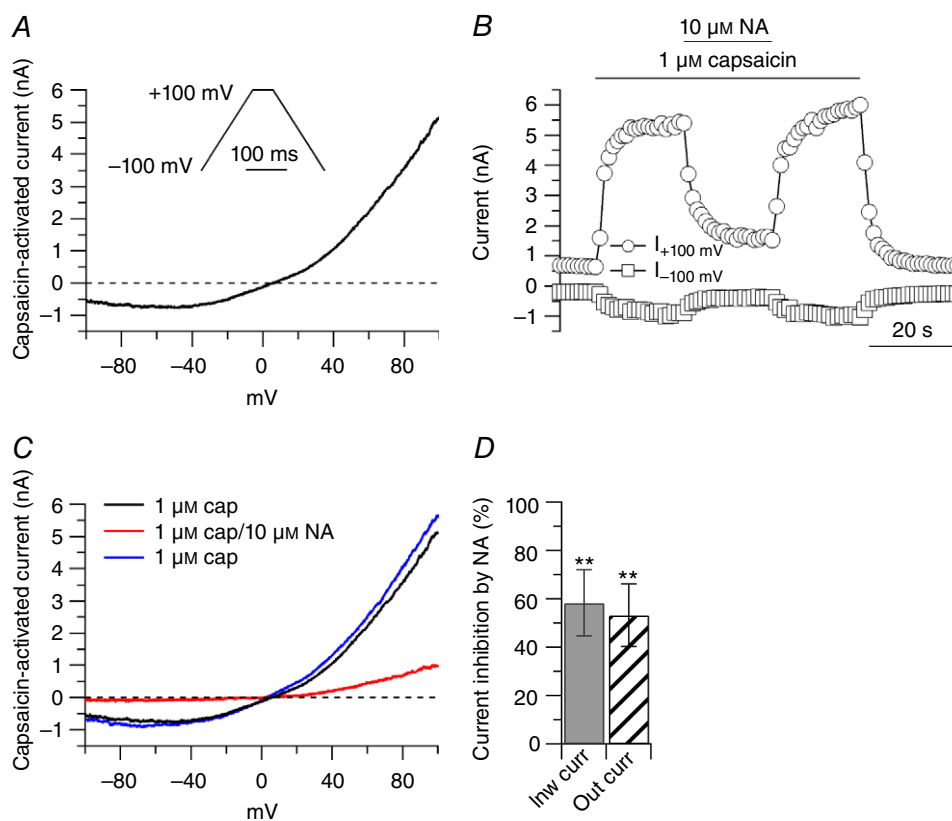 A
Capsaicin-activated current (nA)
6
5
4
3
2
1
0
−1
+100 mV
−100 mV
100 ms
−80
−40
0
40
80
mV
B
10 µM NA
1 µM capsaicin
Current (nA)
6
5
4
3
2
1
0
−1
I+100 mV
I−100 mV
20 s
C
Capsaicin-activated current (nA)
6
5
4
3
2
1
0
−1
1 µM cap
1 µM cap/10 µM NA
1 µM cap
−80
−40
0
40
80
mV
D
Current inhibition by NA (%)
100
80
60
40
20
0
**
**
Inw curr
Out curr